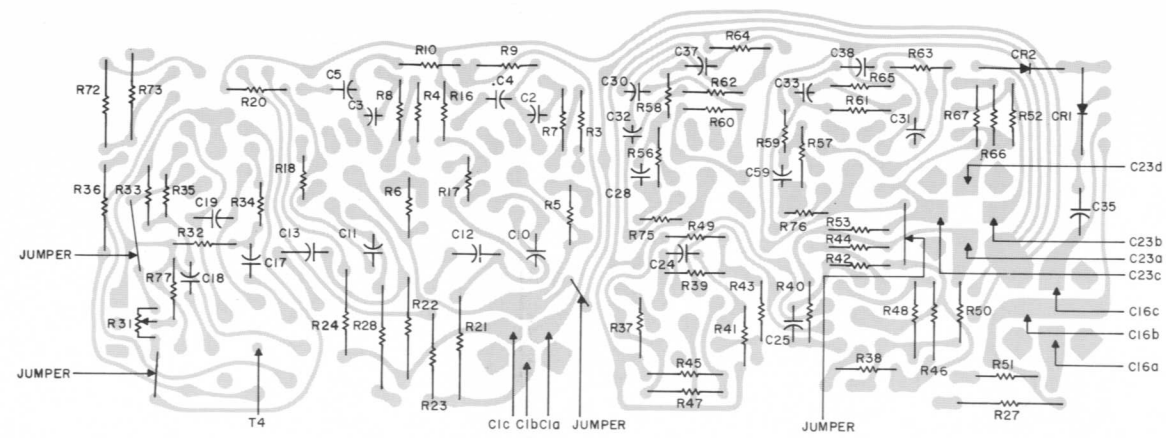 R64
R10
R9
C37
C38
R63
CR2
C5
C4
R72
R73
R20
C3
R8
R4
R16
C2
R7
R3
C30
R58
R62
C33
R65
R60
R61
C31
R67
R52
CR1
C32
R59
R57
R66
R56
R18
R17
C28
C59
C23d
R36
R33
R35
R34
R6
R5
C19
C35
R32
R75
R49
R76
R53
C13
C11
C12
C10
R44
C23b
JUMPER
C17
C24
R42
C23a
R77
C18
R39
C23c
R43
R40
R31
R24
R28
R22
R21
R37
R41
C25
R48
R50
C16c
C16b
JUMPER
R45
R38
R46
R51
C16a
R23
R47
R27
T4
C1c
C1b
C1a
JUMPER
JUMPER